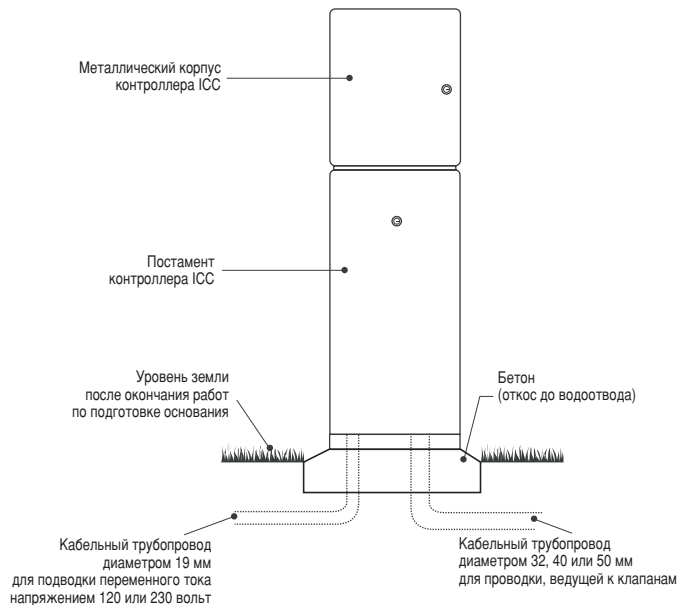 Металлический корпус
контроллера ICC
Постамент
контроллера ICC
Уровень земли
после окончания работ
по подготовке основания
Бетон
(откос до водоотвода)
Кабельный трубопровод
диаметром 19 мм
для подводки переменного тока
напряжением 120 или 230 вольт
Кабельный трубопровод
диаметром 32, 40 или 50 мм
для проводки, ведущей к клапанам